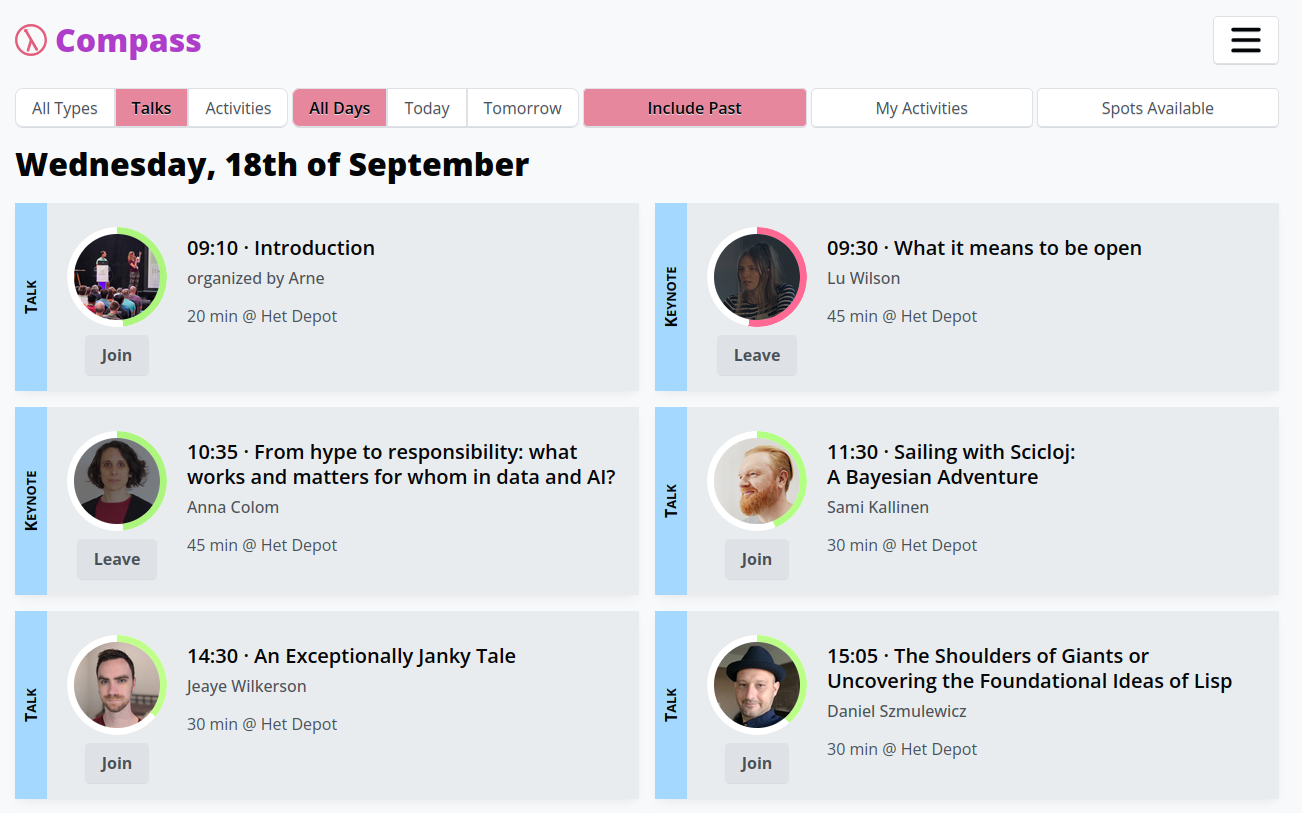 Compass
All Types Talks Activities All Days Today Tomorrow Include Past My Activities Spots Available
Wednesday, 18th of September
Talk
09:10 · Introduction
organized by Arne
20 min @ Het Depot
Join
Keynote
09:30 · What it means to be open
Lu Wilson
45 min @ Het Depot
Leave
Keynote
10:35 · From hype to responsibility: what
works and matters for whom in data and AI?
Anna Colom
45 min @ Het Depot
Leave
Talk
11:30 · Sailing with Scicloj:
A Bayesian Adventure
Sami Kallinen
30 min @ Het Depot
Join
Talk
14:30 · An Exceptionally Janky Tale
Jeaye Wilkerson
30 min @ Het Depot
Join
Talk
15:05 · The Shoulders of Giants or
Uncovering the Foundational Ideas of Lisp
Daniel Szmulewicz
30 min @ Het Depot
Join